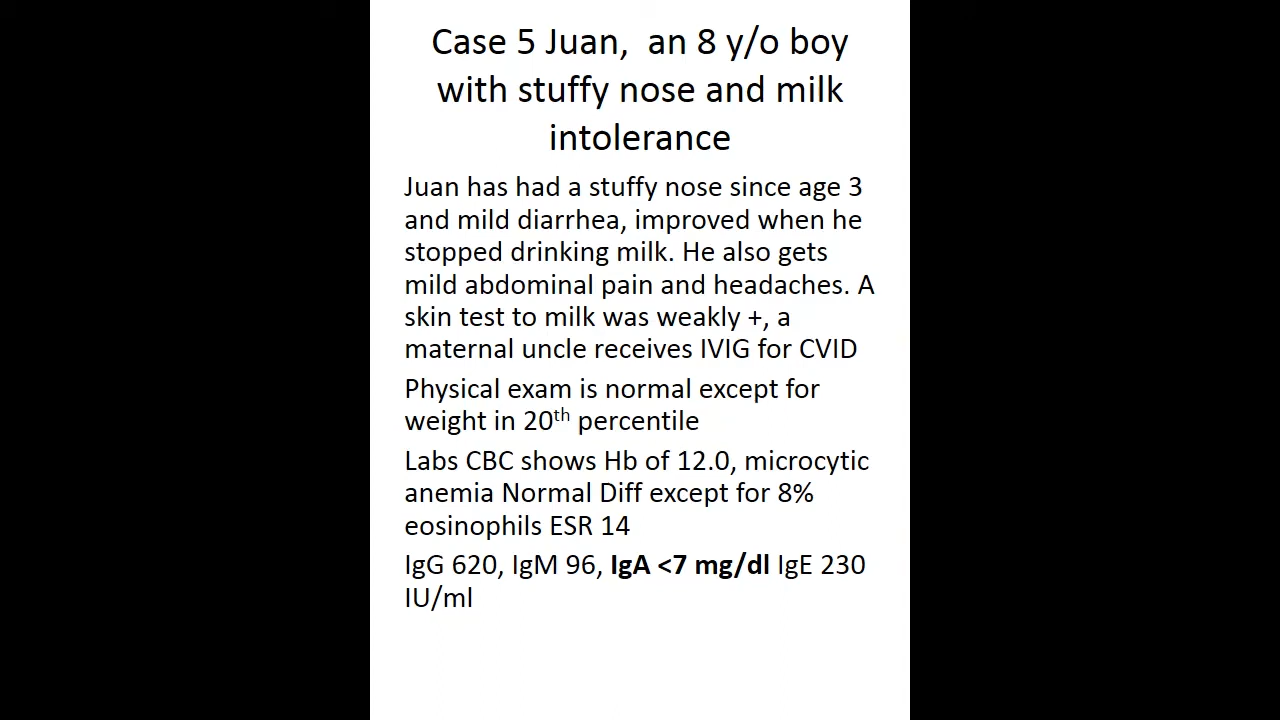 Case 5 Juan,  an 8 y/o boy
with stuffy nose and milk
intolerance
Juan has had a stuffy nose since age 3
and mild diarrhea, improved when he
stopped drinking milk. He also gets
mild abdominal pain and headaches. A
skin test to milk was weakly +, a
maternal uncle receives IVIG for CVID
Physical exam is normal except for
weight in 20th percentile
Labs CBC shows Hb of 12.0, microcytic
anemia Normal Diff except for 8%
eosinophils ESR 14
IgG 620, IgM 96, IgA <7 mg/dl IgE 230
IU/ml